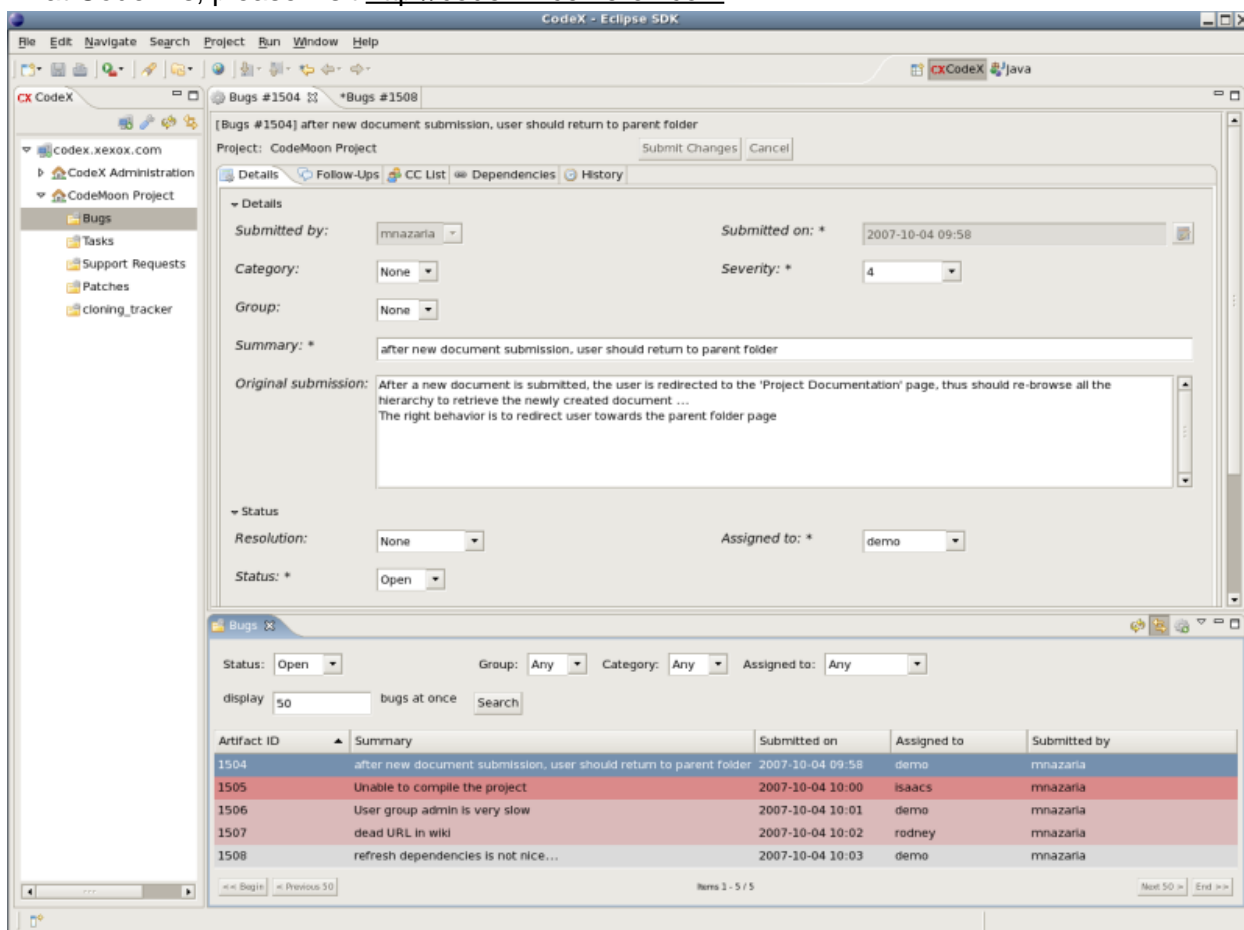 CodeX - Eclipse SDK
File Edit Navigate Search Project Run Window Help
CX CodeX Java
CX CodeX
Bugs #1504 *Bugs #1508
[Bugs #1504] after new document submission, user should return to parent folder
codex.xexox.com
Project: CodeMoon Project Submit Changes Cancel
CodeX Administration
Details Follow-Ups CC List Dependencies History
CodeMoon Project
Details
Bugs
Submitted by: mnazaria Submitted on: * 2007-10-04 09:58
Tasks
Support Requests
Category: None Severity: * 4
Patches
cloning_tracker
Group: None
Summary: * after new document submission, user should return to parent folder
Original submission: After a new document is submitted, the user is redirected to the 'Project Documentation' page, thus should re-browse all the
hierarchy to retrieve the newly created document ...
The right behavior is to redirect user towards the parent folder page
Status
Resolution: None Assigned to: * demo
Status: * Open
Bugs
Status: Open Group: Any Category: Any Assigned to: Any
display 50 bugs at once Search
Artifact ID Summary Submitted on Assigned to Submitted by
1504 after new document submission, user should return to parent folder 2007-10-04 09:58 demo mnazaria
1505 Unable to compile the project 2007-10-04 10:00 isaacs mnazaria
1506 User group admin is very slow 2007-10-04 10:01 demo mnazaria
1507 dead URL in wiki 2007-10-04 10:02 rodney mnazaria
1508 refresh dependencies is not nice... 2007-10-04 10:03 demo mnazaria
<< Begin < Previous 50 Items 1 - 5 / 5 Next 50 > End >>